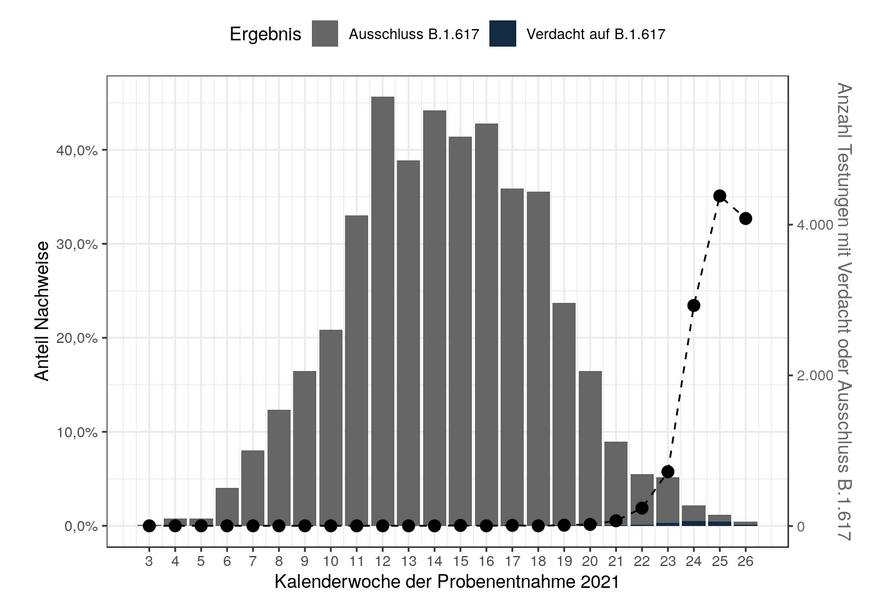 Ergebnis Ausschluss B.1.617 Verdacht auf B.1.617
Anteil Nachweise
40,0%
30,0%
20,0%
10,0%
0,0%
4.000
2.000
0
Anzahl Testungen mit Verdacht oder Ausschluss B.1.617
3 4 5 6 7 8 9 10 11 12 13 14 15 16 17 18 19 20 21 22 23 24 25 26
Kalenderwoche der Probenentnahme 2021